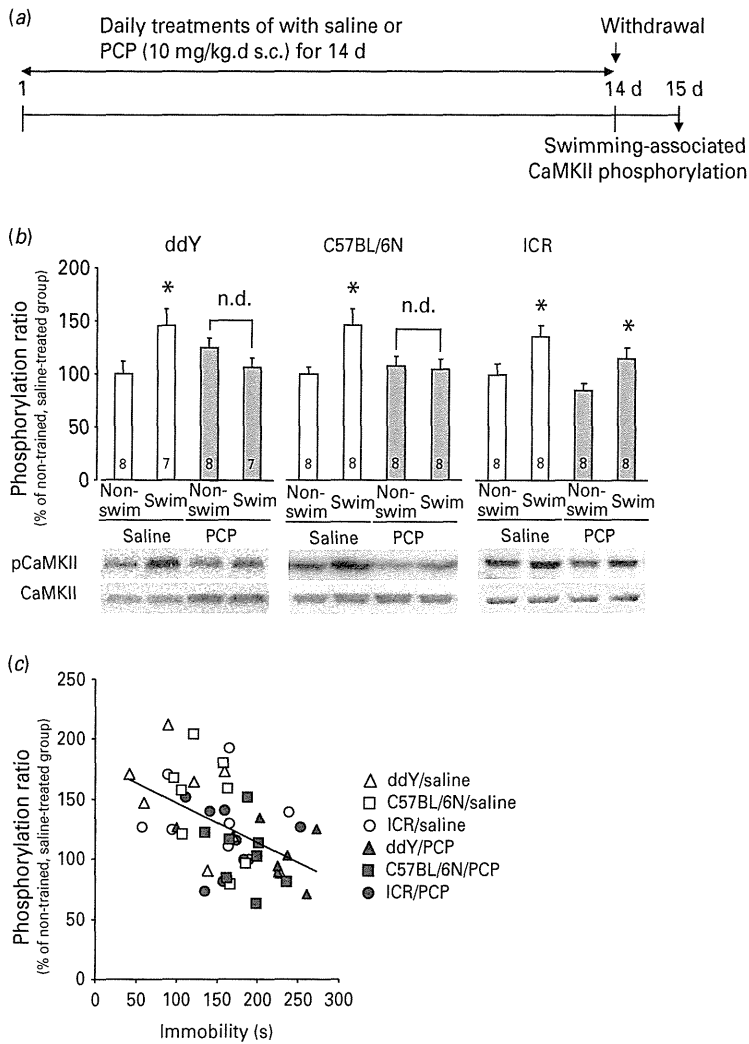 (a)
Daily treatments of with saline or
PCP (10 mg/kg.d s.c.) for 14 d
Withdrawal
1
14 d
15 d
Swimming-associated
CaMKII phosphorylation
(b)
ddY
C57BL/6N
ICR
Phosphorylation ratio
(% of non-trained, saline-treated group)
200
150
100
50
0
*
n.d.
*
n.d.
*
*
8
7
8
7
8
8
8
8
8
8
8
8
Non-swim
Swim
Non-swim
Swim
Non-swim
Swim
Non-swim
Swim
Non-swim
Swim
Non-swim
Swim
Saline
PCP
Saline
PCP
Saline
PCP
pCaMKII
CaMKII
(c)
Phosphorylation ratio
(% of non-trained, saline-treated group)
250
200
150
100
50
0
0
50
100
150
200
250
300
Immobility (s)
ddY/saline
C57BL/6N/saline
ICR/saline
ddY/PCP
C57BL/6N/PCP
ICR/PCP